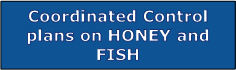 Coordinated Control
plans on HONEY and
FISH